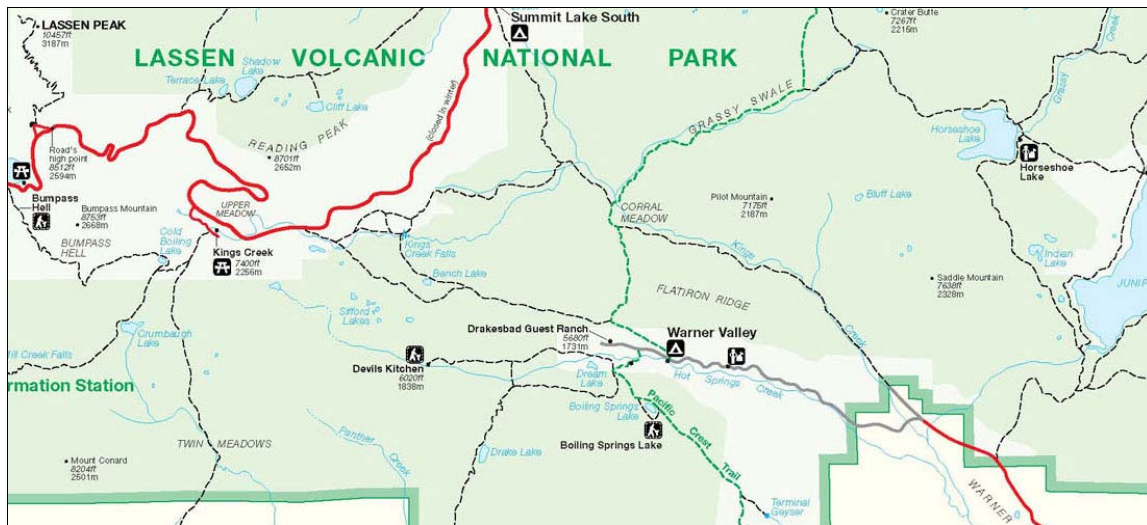 LASSEN PEAK
10457ft
3187m
Summit Lake South
Crater Butte
7267ft
2215m
Creek
LASSEN VOLCANIC NATIONAL PARK
Shadow
Lake
Terrace Lake
Cliff Lake
(closed in winter)
GRASSY SWALE
Grassy
Horseshoe
Lake
READING PEAK
8701ft
2652m
Road's
high point
8512ft
2594m
Horseshoe
Lake
Bumpass
Hell
Bumpass Mountain
8753ft
2668m
UPPER
MEADOW
CORRAL
MEADOW
Pilot Mountain
7175ft
2187m
Bluff Lake
BUMPASS
HELL
Cold
Boiling
Lake
Kings Creek
7400ft
2256m
Kings
Creek Falls
Bench Lake
Kings
Indian
Lake
Saddle Mountain
7638ft
2328m
JUNIP
FLATIRON RIDGE
Sifford
Lakes
Crumbaugh
Lake
Drakesbad Guest Ranch
5680ft
1731m
Warner Valley
Creek
ill Creek Falls
Devils Kitchen
6020ft
1838m
Dream
Lake
Hot Springs Creek
rmation Station
Boiling Springs
Lake
Pacific
Crest
Trail
Boiling Springs Lake
TWIN MEADOWS
Panther
Creek
Drake Lake
Mount Conard
8204ft
2501m
Terminal
Geyser
WARNER